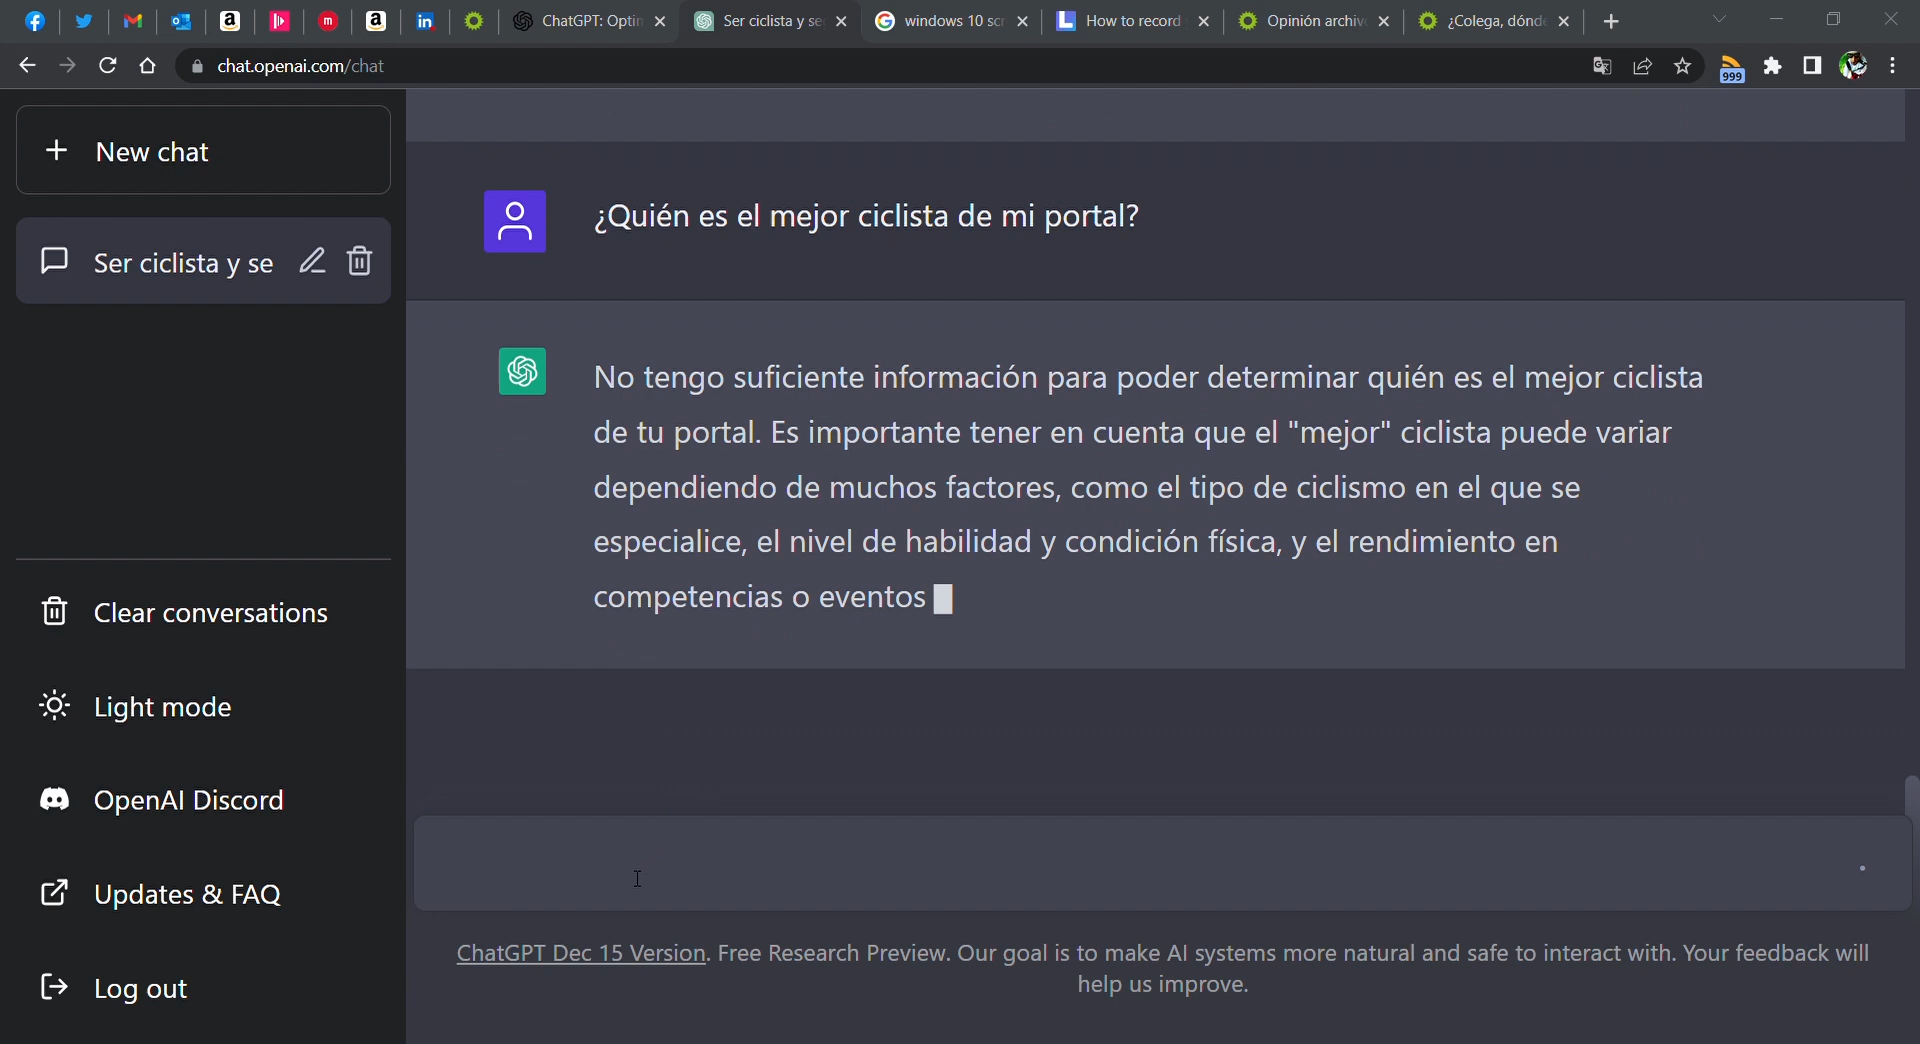 ChatGPT: Optin
Ser ciclista y se
windows 10 scr
How to record
Opinión archiv
¿Colega, dónde
chat.openai.com/chat
999
New chat
Ser ciclista y se
Clear conversations
Light mode
OpenAI Discord
Updates & FAQ
Log out
¿Quién es el mejor ciclista de mi portal?
No tengo suficiente información para poder determinar quién es el mejor ciclista
de tu portal. Es importante tener en cuenta que el "mejor" ciclista puede variar
dependiendo de muchos factores, como el tipo de ciclismo en el que se
especialice, el nivel de habilidad y condición física, y el rendimiento en
competencias o eventos
ChatGPT Dec 15 Version. Free Research Preview. Our goal is to make AI systems more natural and safe to interact with. Your feedback will
help us improve.